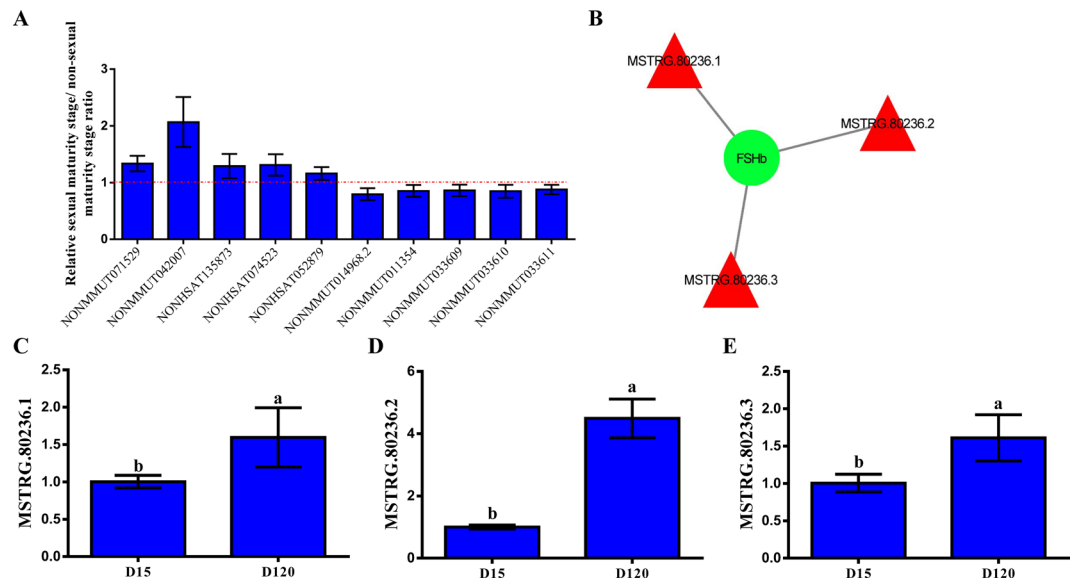 A
Relative sexual maturity stage/ non-sexual
maturity stage ratio
3
2
1
0
NONMMUT071529
NONMMUT042007
NONHSAT135873
NONHSAT074523
NONHSAT052879
NONMMUT014968.2
NONMMUT011354
NONMMUT033609
NONMMUT033610
NONMMUT033611
B
MSTRG.80236.1
MSTRG.80236.2
FSHb
MSTRG.80236.3
C
MSTRG.80236.1
2.5
2.0
1.5
1.0
0.5
0.0
b
a
D15
D120
D
MSTRG.80236.2
6
4
2
0
b
a
D15
D120
E
MSTRG.80236.3
2.5
2.0
1.5
1.0
0.5
0.0
b
a
D15
D120